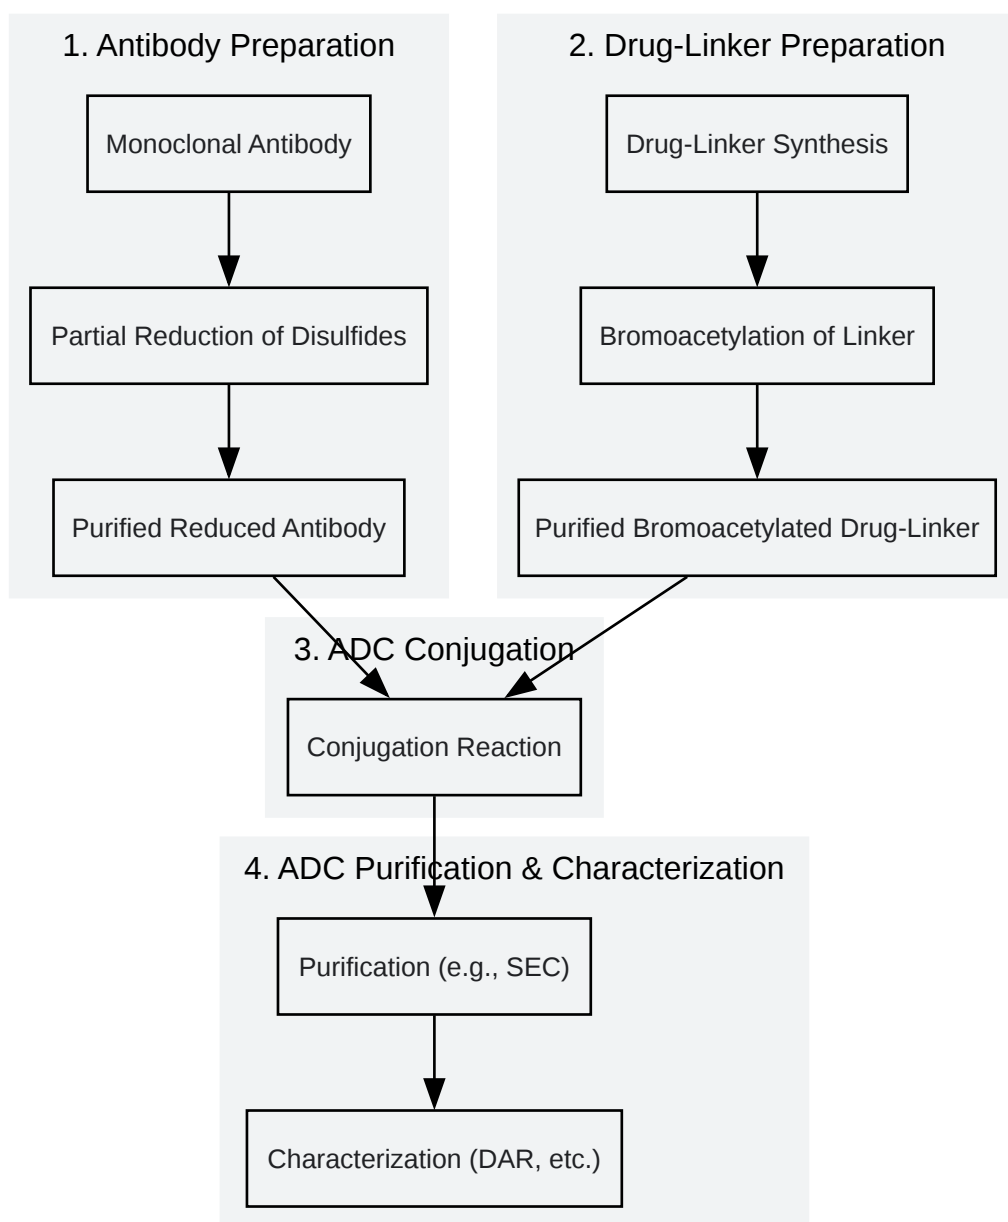 1. Antibody Preparation
Monoclonal Antibody
Partial Reduction of Disulfides
Purified Reduced Antibody
2. Drug-Linker Preparation
Drug-Linker Synthesis
Bromoacetylation of Linker
Purified Bromoacetylated Drug-Linker
3. ADC Conjugation
Conjugation Reaction
4. ADC Purification & Characterization
Purification (e.g., SEC)
Characterization (DAR, etc.)